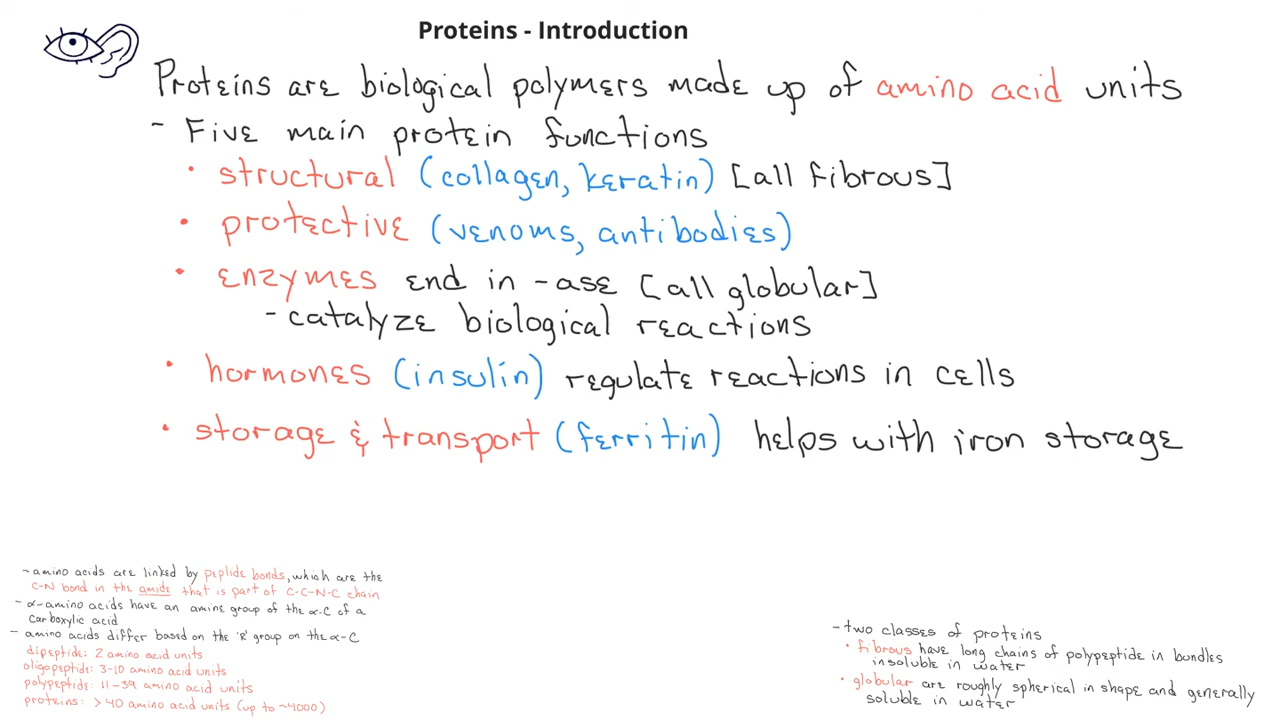 Proteins - Introduction
Proteins are biological polymers made up of amino acid units
- Five main protein functions
• structural (collagen, keratin) [all fibrous]
• protective (venoms, antibodies)
• enzymes end in -ase [all globular]
- catalyze biological reactions
• hormones (insulin) regulate reactions in cells
• storage & transport (ferritin) helps with iron storage
- amino acids are linked by peptide bonds, which are the
C-N bond in the amide that is part of C-C-N-C chain
- α-amino acids have an amine group of the α-C of a
carboxylic acid
- amino acids differ based on the 'R' group on the α-C
dipeptide: 2 amino acid units
oligopeptide: 3-10 amino acid units
polypeptide: 11-39 amino acid units
proteins: > 40 amino acid units (up to ~4000)
- two classes of proteins
• fibrous have long chains of polypeptide in bundles
insoluble in water
• globular are roughly spherical in shape and generally
soluble in water